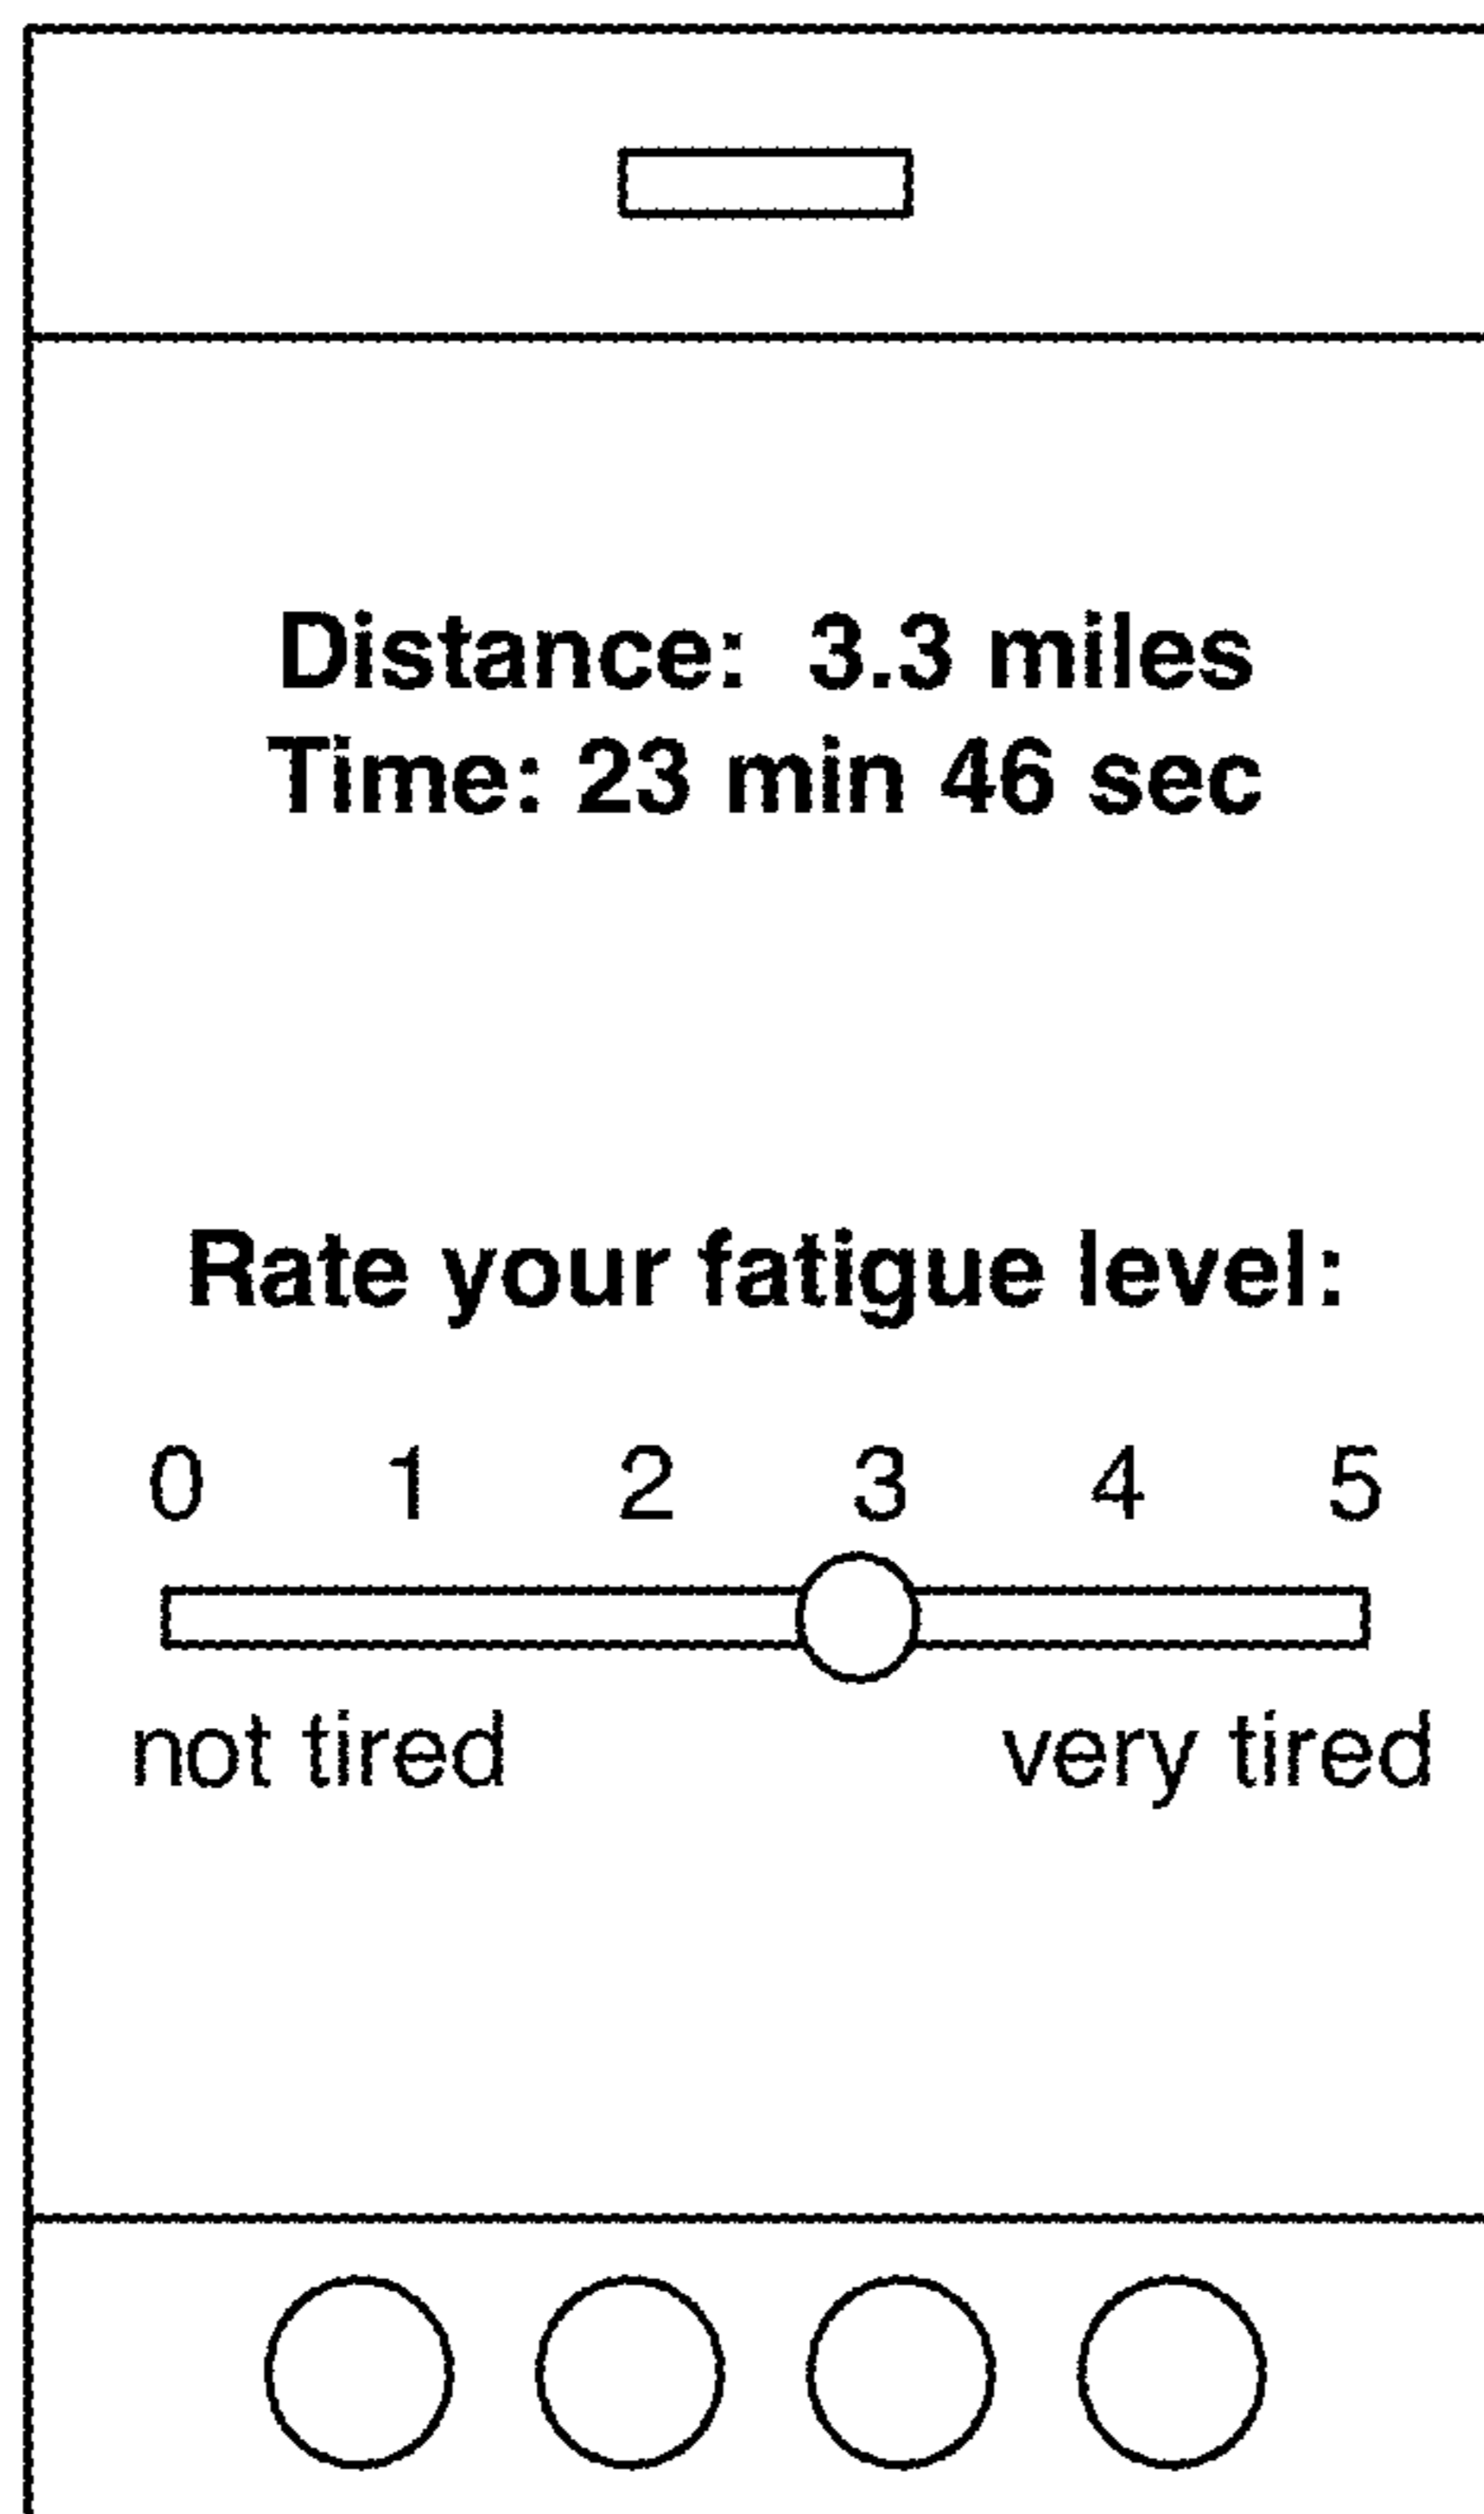 Distance: 3.3 miles
Time: 23 min 46 sec
Rate your fatigue level:
0 1 2 3 4 5
not tired very tired